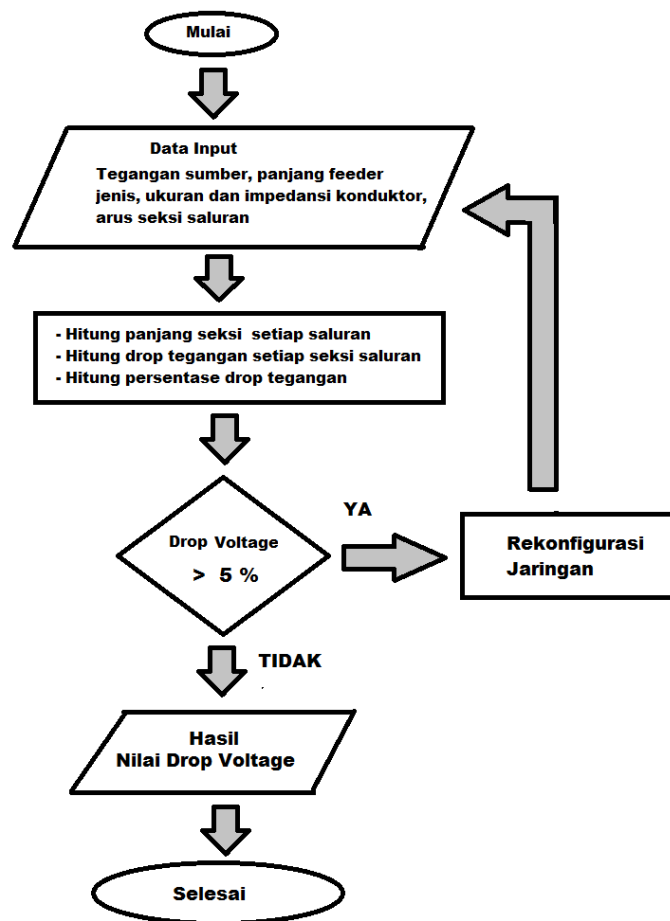 Mulai
Data Input
Tegangan sumber, panjang feeder
jenis, ukuran dan impedansi konduktor,
arus seksi saluran
- Hitung panjang seksi setiap saluran
- Hitung drop tegangan setiap seksi saluran
- Hitung persentase drop tegangan
Drop Voltage
> 5 %
YA
Rekonfigurasi
Jaringan
TIDAK
Hasil
Nilai Drop Voltage
Selesai